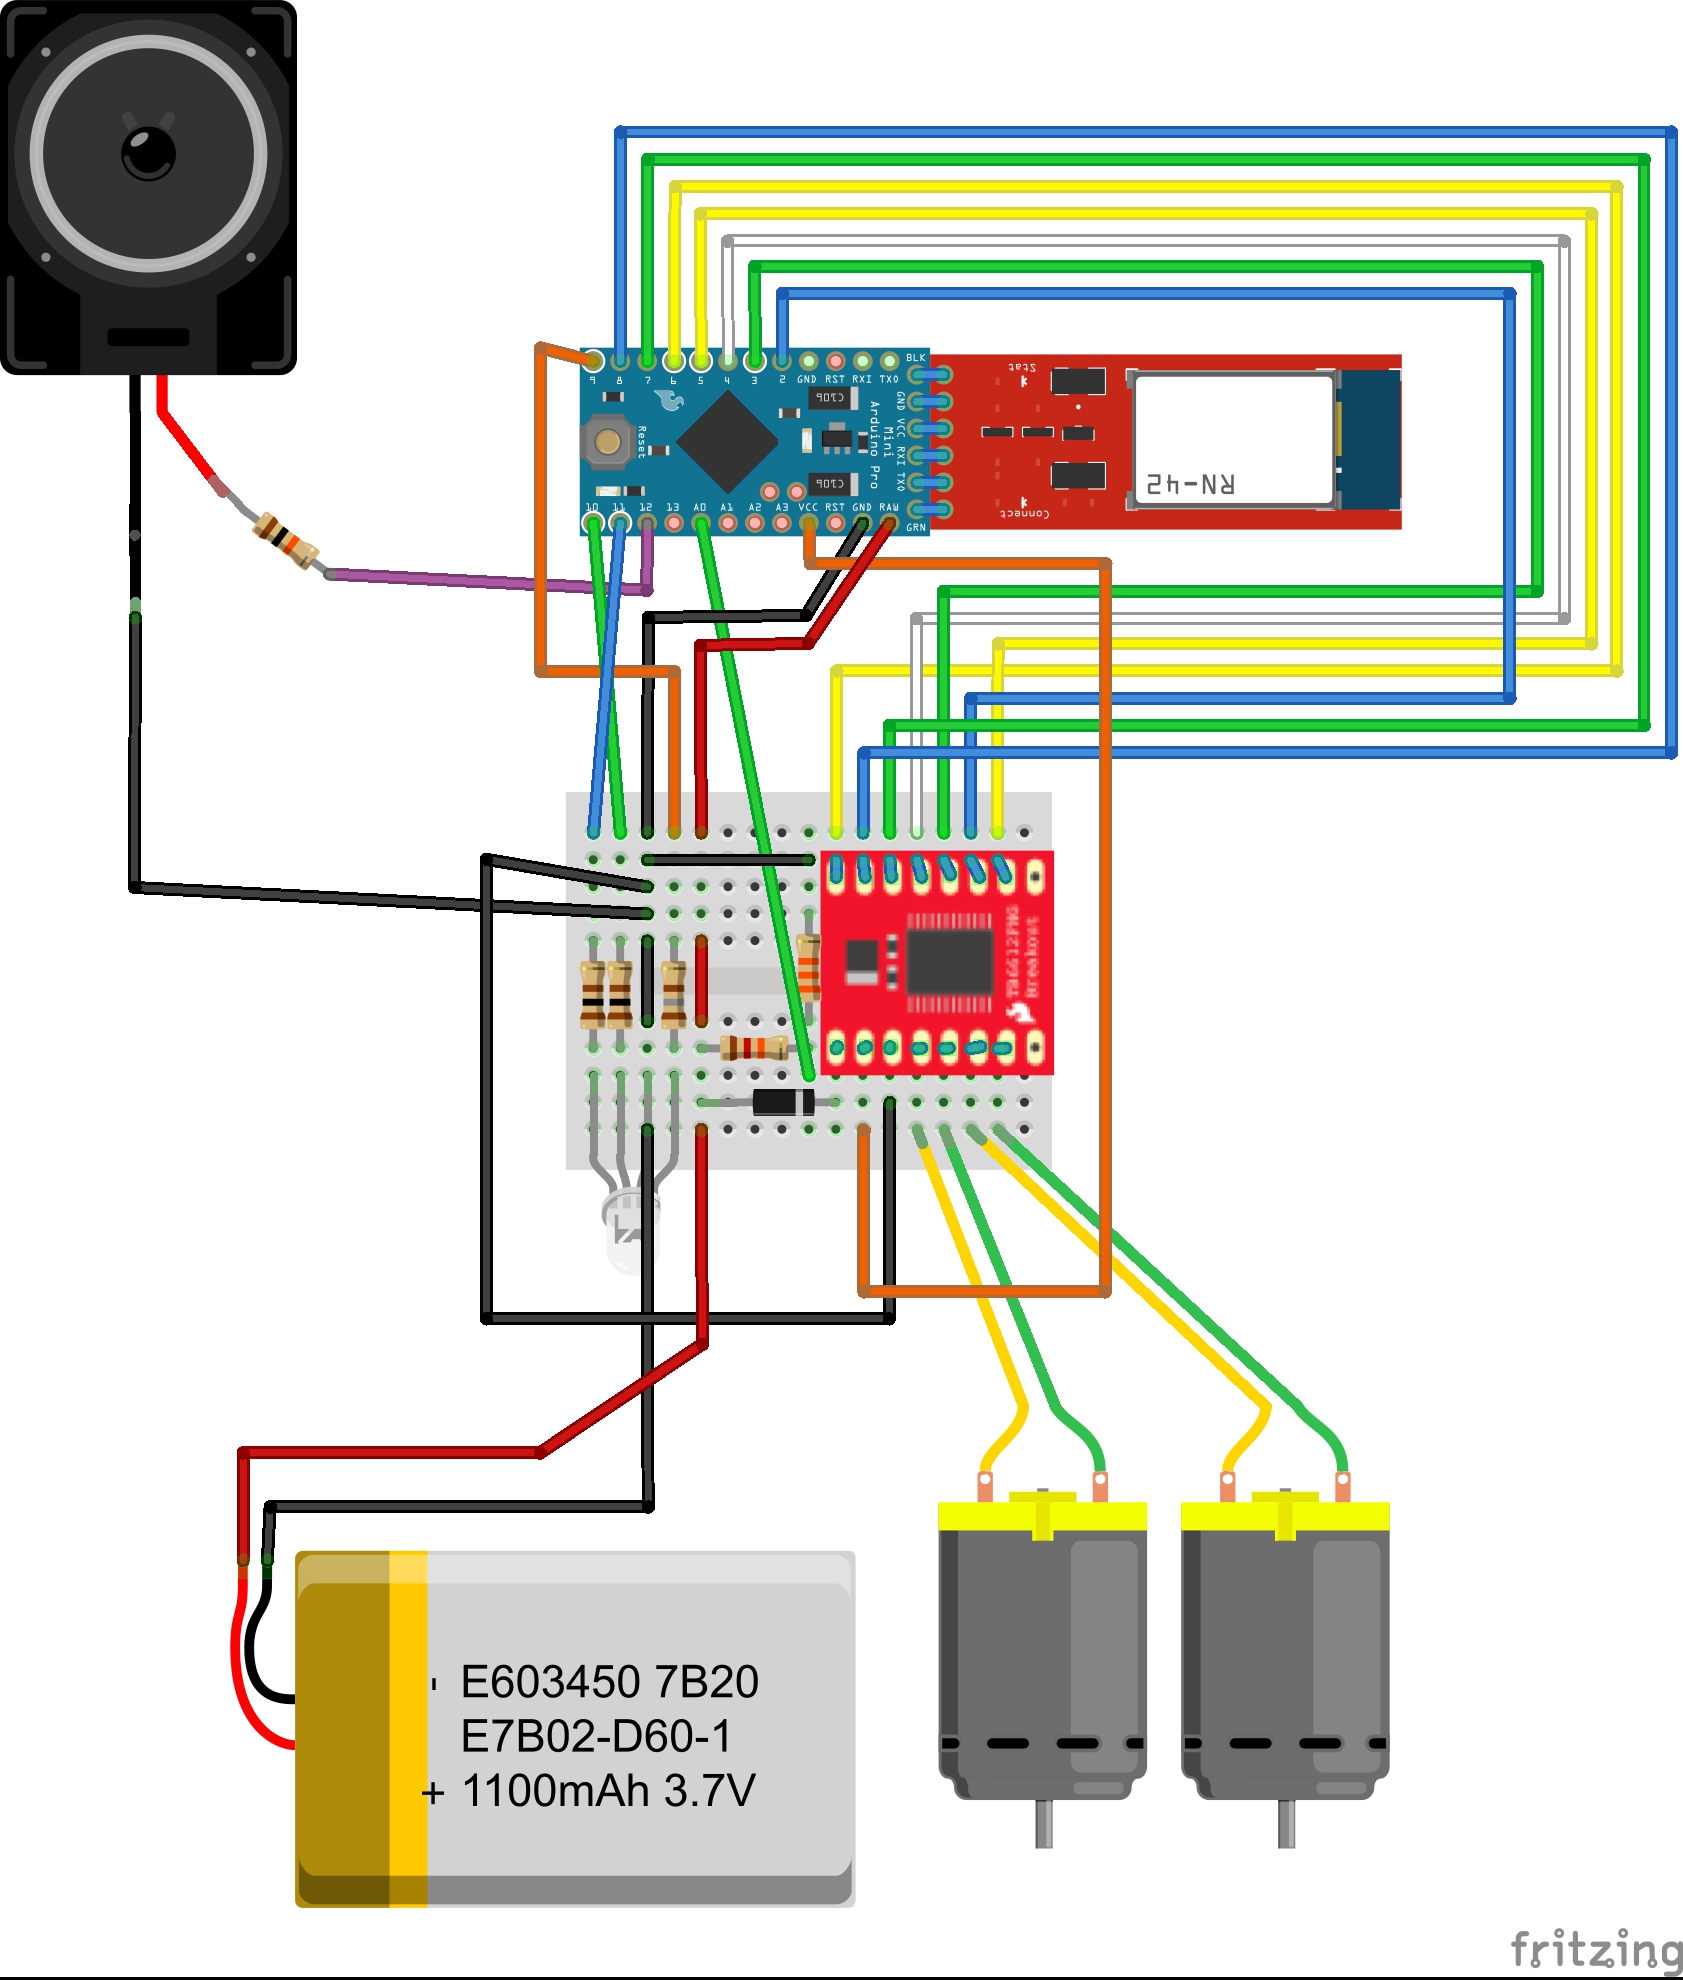 9 8 7 6 5 4 3 2 GND RST RXI TXO
BLK
GND
VCC
RXI
TXO
GRN
Reset
Arduino Pro
Mini
C106
C106
10 11 12 13 A0 A1 A2 A3 VCC RST GND RAW
Stat
Connect
RN-42
TB6612FNG
Breakout
- E603450 7B20
E7B02-D60-1
+ 1100mAh 3.7V
fritzing